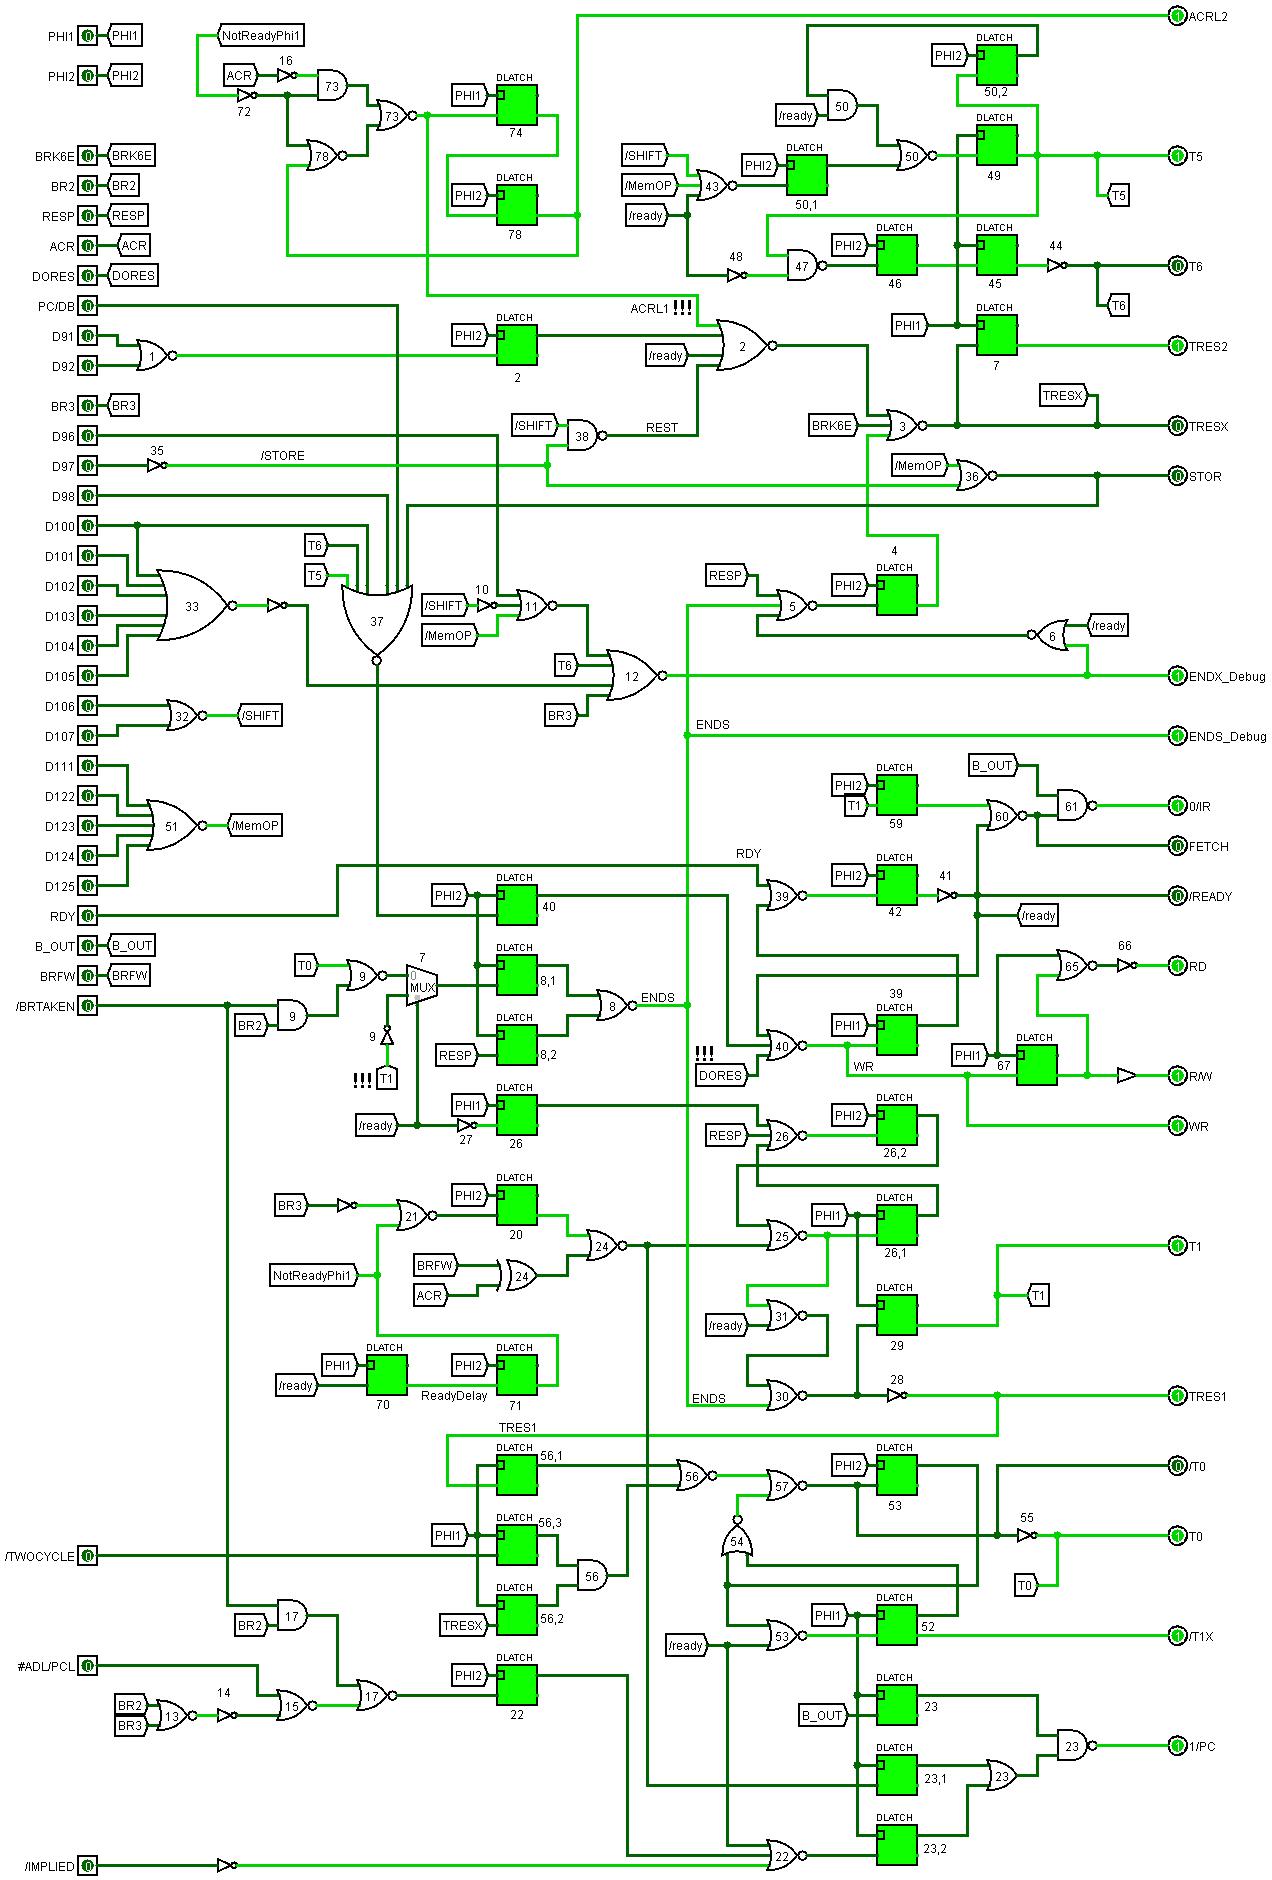 ACRL2
PHI1 0 PHI1
NotReadyPhi1
DLATCH
PHI2
50,2
PHI2 0 PHI2
16
ACR
73
72
DLATCH
PHI1
74
73
78
/ready
50
DLATCH
49
50
T5
T5
BRK6E 0 BRK6E
/SHIFT
PHI2
DLATCH
50,1
43
/MemOP
BR2 0 BR2
DLATCH
PHI2
78
RESP 0 RESP
/ready
ACR 0 ACR
DLATCH
PHI2
46
DLATCH
45
44
T6
T6
48
47
DORES 0 DORES
PC/DB 0
ACRL1 !!!
D91 0
1
DLATCH
PHI2
2
2
/ready
PHI1
DLATCH
7
TRES2
D92 0
BR3 0 BR3
TRESX
/SHIFT
38
REST
BRK6E
3
TRESX
D96 0
D97 0
35
/STORE
/MemOP
36
STOR
D98 0
D100 0
T6
T5
37
D101 0
D102 0
D103 0
D104 0
D105 0
33
4
RESP
DLATCH
PHI2
5
10
/SHIFT
11
/MemOP
6
/ready
T6
12
ENDX_Debug
BR3
D106 0
32
/SHIFT
D107 0
ENDS
ENDS_Debug
D111 0
D122 0
D123 0
D124 0
D125 0
51
/MemOP
B_OUT
DLATCH
PHI2
T1
59
60
61
0/IR
FETCH
RDY
RDY 0
DLATCH
PHI2
40
39
DLATCH
PHI2
42
41
/READY
/ready
B_OUT 0 B_OUT
BRFW 0 BRFW
T0
9
7
0
MUX
DLATCH
8,1
65
66
RD
/BRTAKEN 0
BR2
9
9
!!! T1
8
ENDS
DLATCH
RESP
8,2
39
PHI1
!!!
40
DORES
WR
DLATCH
PHI1
67
R/W
/ready
27
DLATCH
PHI1
26
RESP
26
DLATCH
PHI2
26,2
WR
BR3
21
DLATCH
PHI2
20
24
BRFW
24
ACR
NotReadyPhi1
25
DLATCH
PHI1
26,1
T1
T1
DLATCH
29
31
/ready
DLATCH
PHI1
/ready
70
ReadyDelay
DLATCH
PHI2
71
ENDS
30
28
TRES1
TRES1
DLATCH
56,1
56
57
DLATCH
PHI2
53
/T0
PHI1
DLATCH
56,3
56
54
55
T0
T0
/TWOCYCLE 0
DLATCH
TRESX
56,2
17
BR2
/ready
53
DLATCH
PHI1
52
/T1X
#ADL/PCL 0
BR2
BR3
13
14
15
17
DLATCH
PHI2
22
DLATCH
B_OUT
23
23
1/PC
DLATCH
23,1
23
DLATCH
23,2
22
/IMPLIED 0